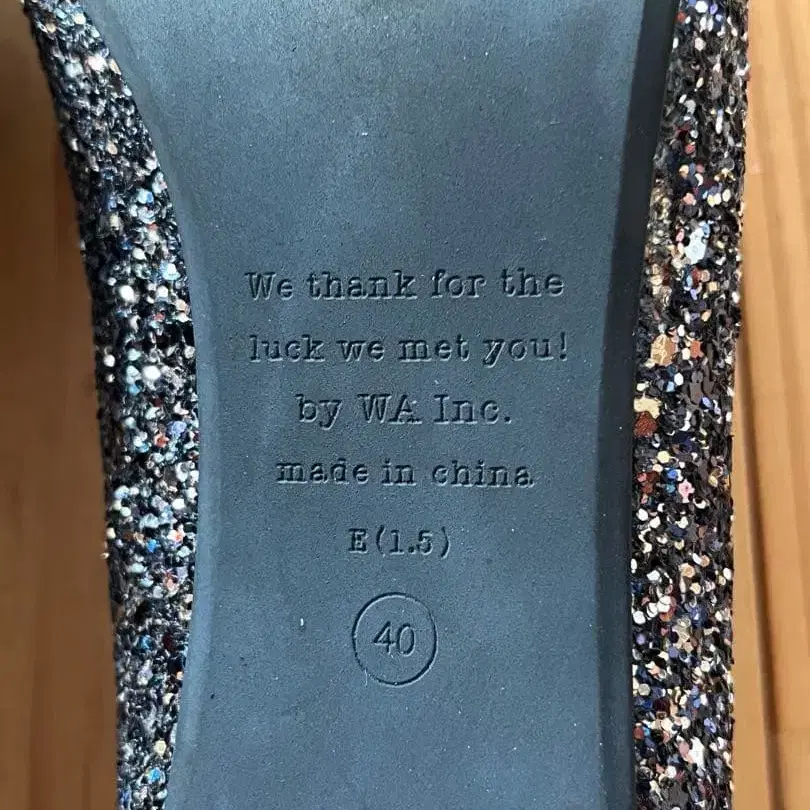 We thank for the
luck we met you!
by WA Inc.
made in china
E(1.5)
40